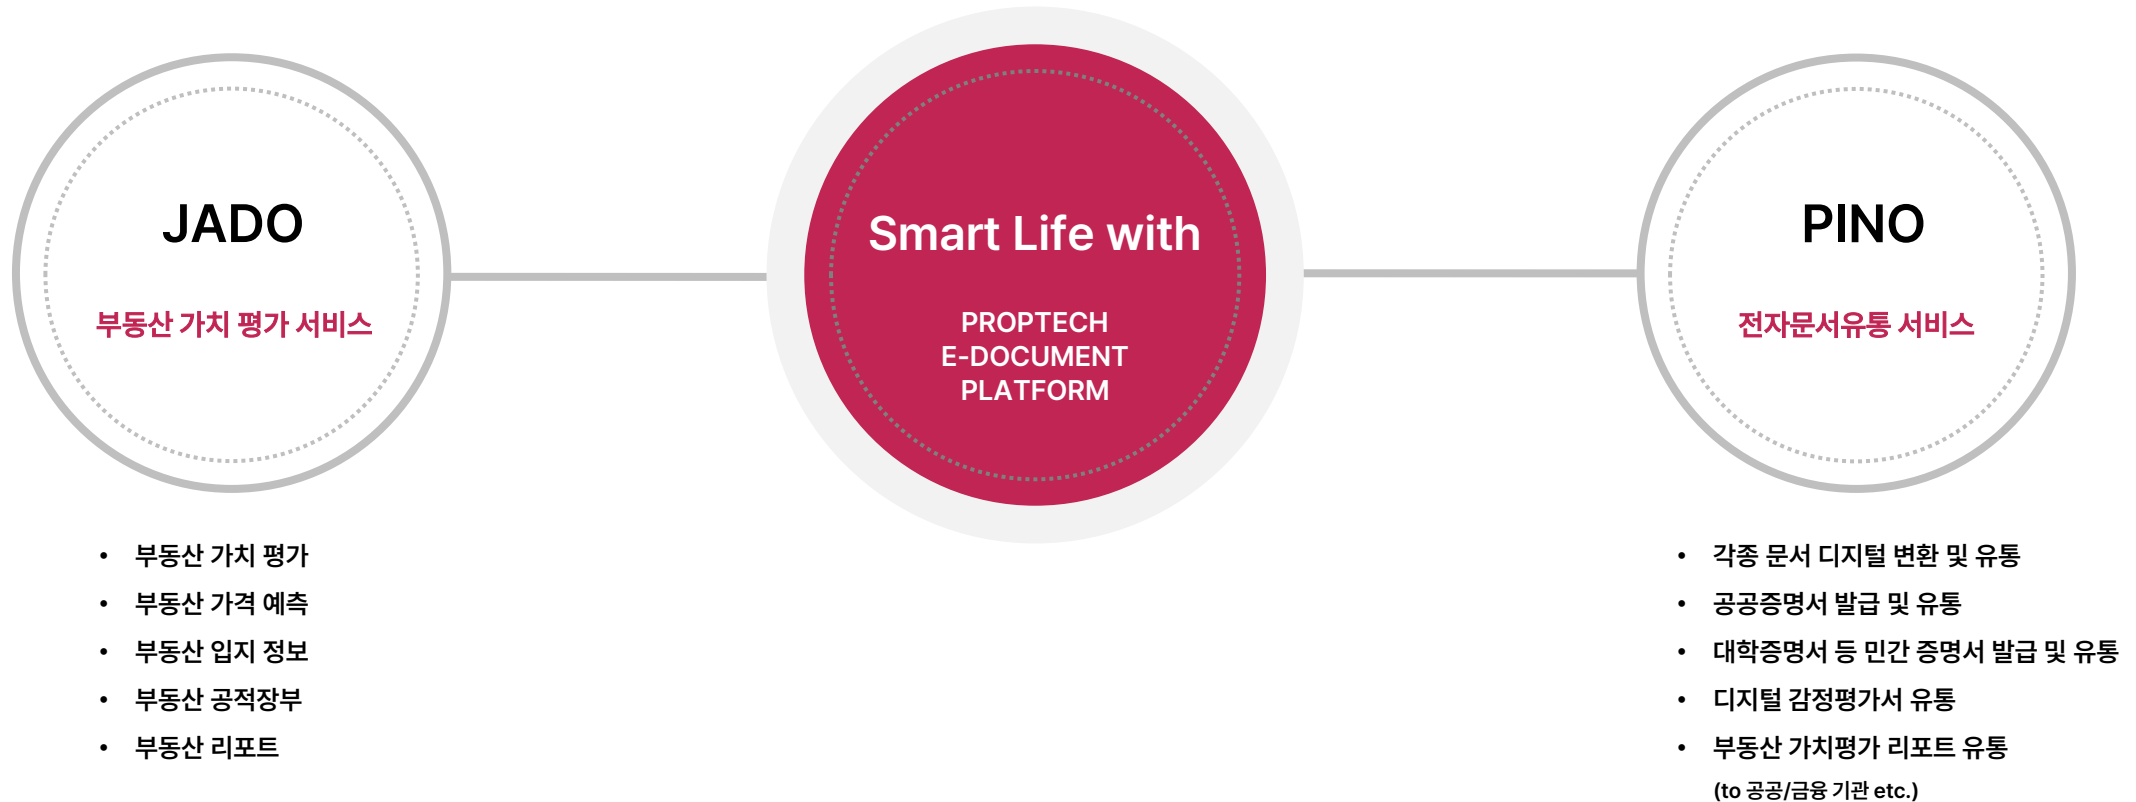 JADO
부동산 가치 평가 서비스
• 부동산 가치 평가
• 부동산 가격 예측
• 부동산 입지 정보
• 부동산 공적장부
• 부동산 리포트
Smart Life with
PROPTECH
E-DOCUMENT
PLATFORM
PINO
전자문서유통 서비스
• 각종 문서 디지털 변환 및 유통
• 공공증명서 발급 및 유통
• 대학증명서 등 민간 증명서 발급 및 유통
• 디지털 감정평가서 유통
• 부동산 가치평가 리포트 유통
(to 공공/금융 기관 etc.)